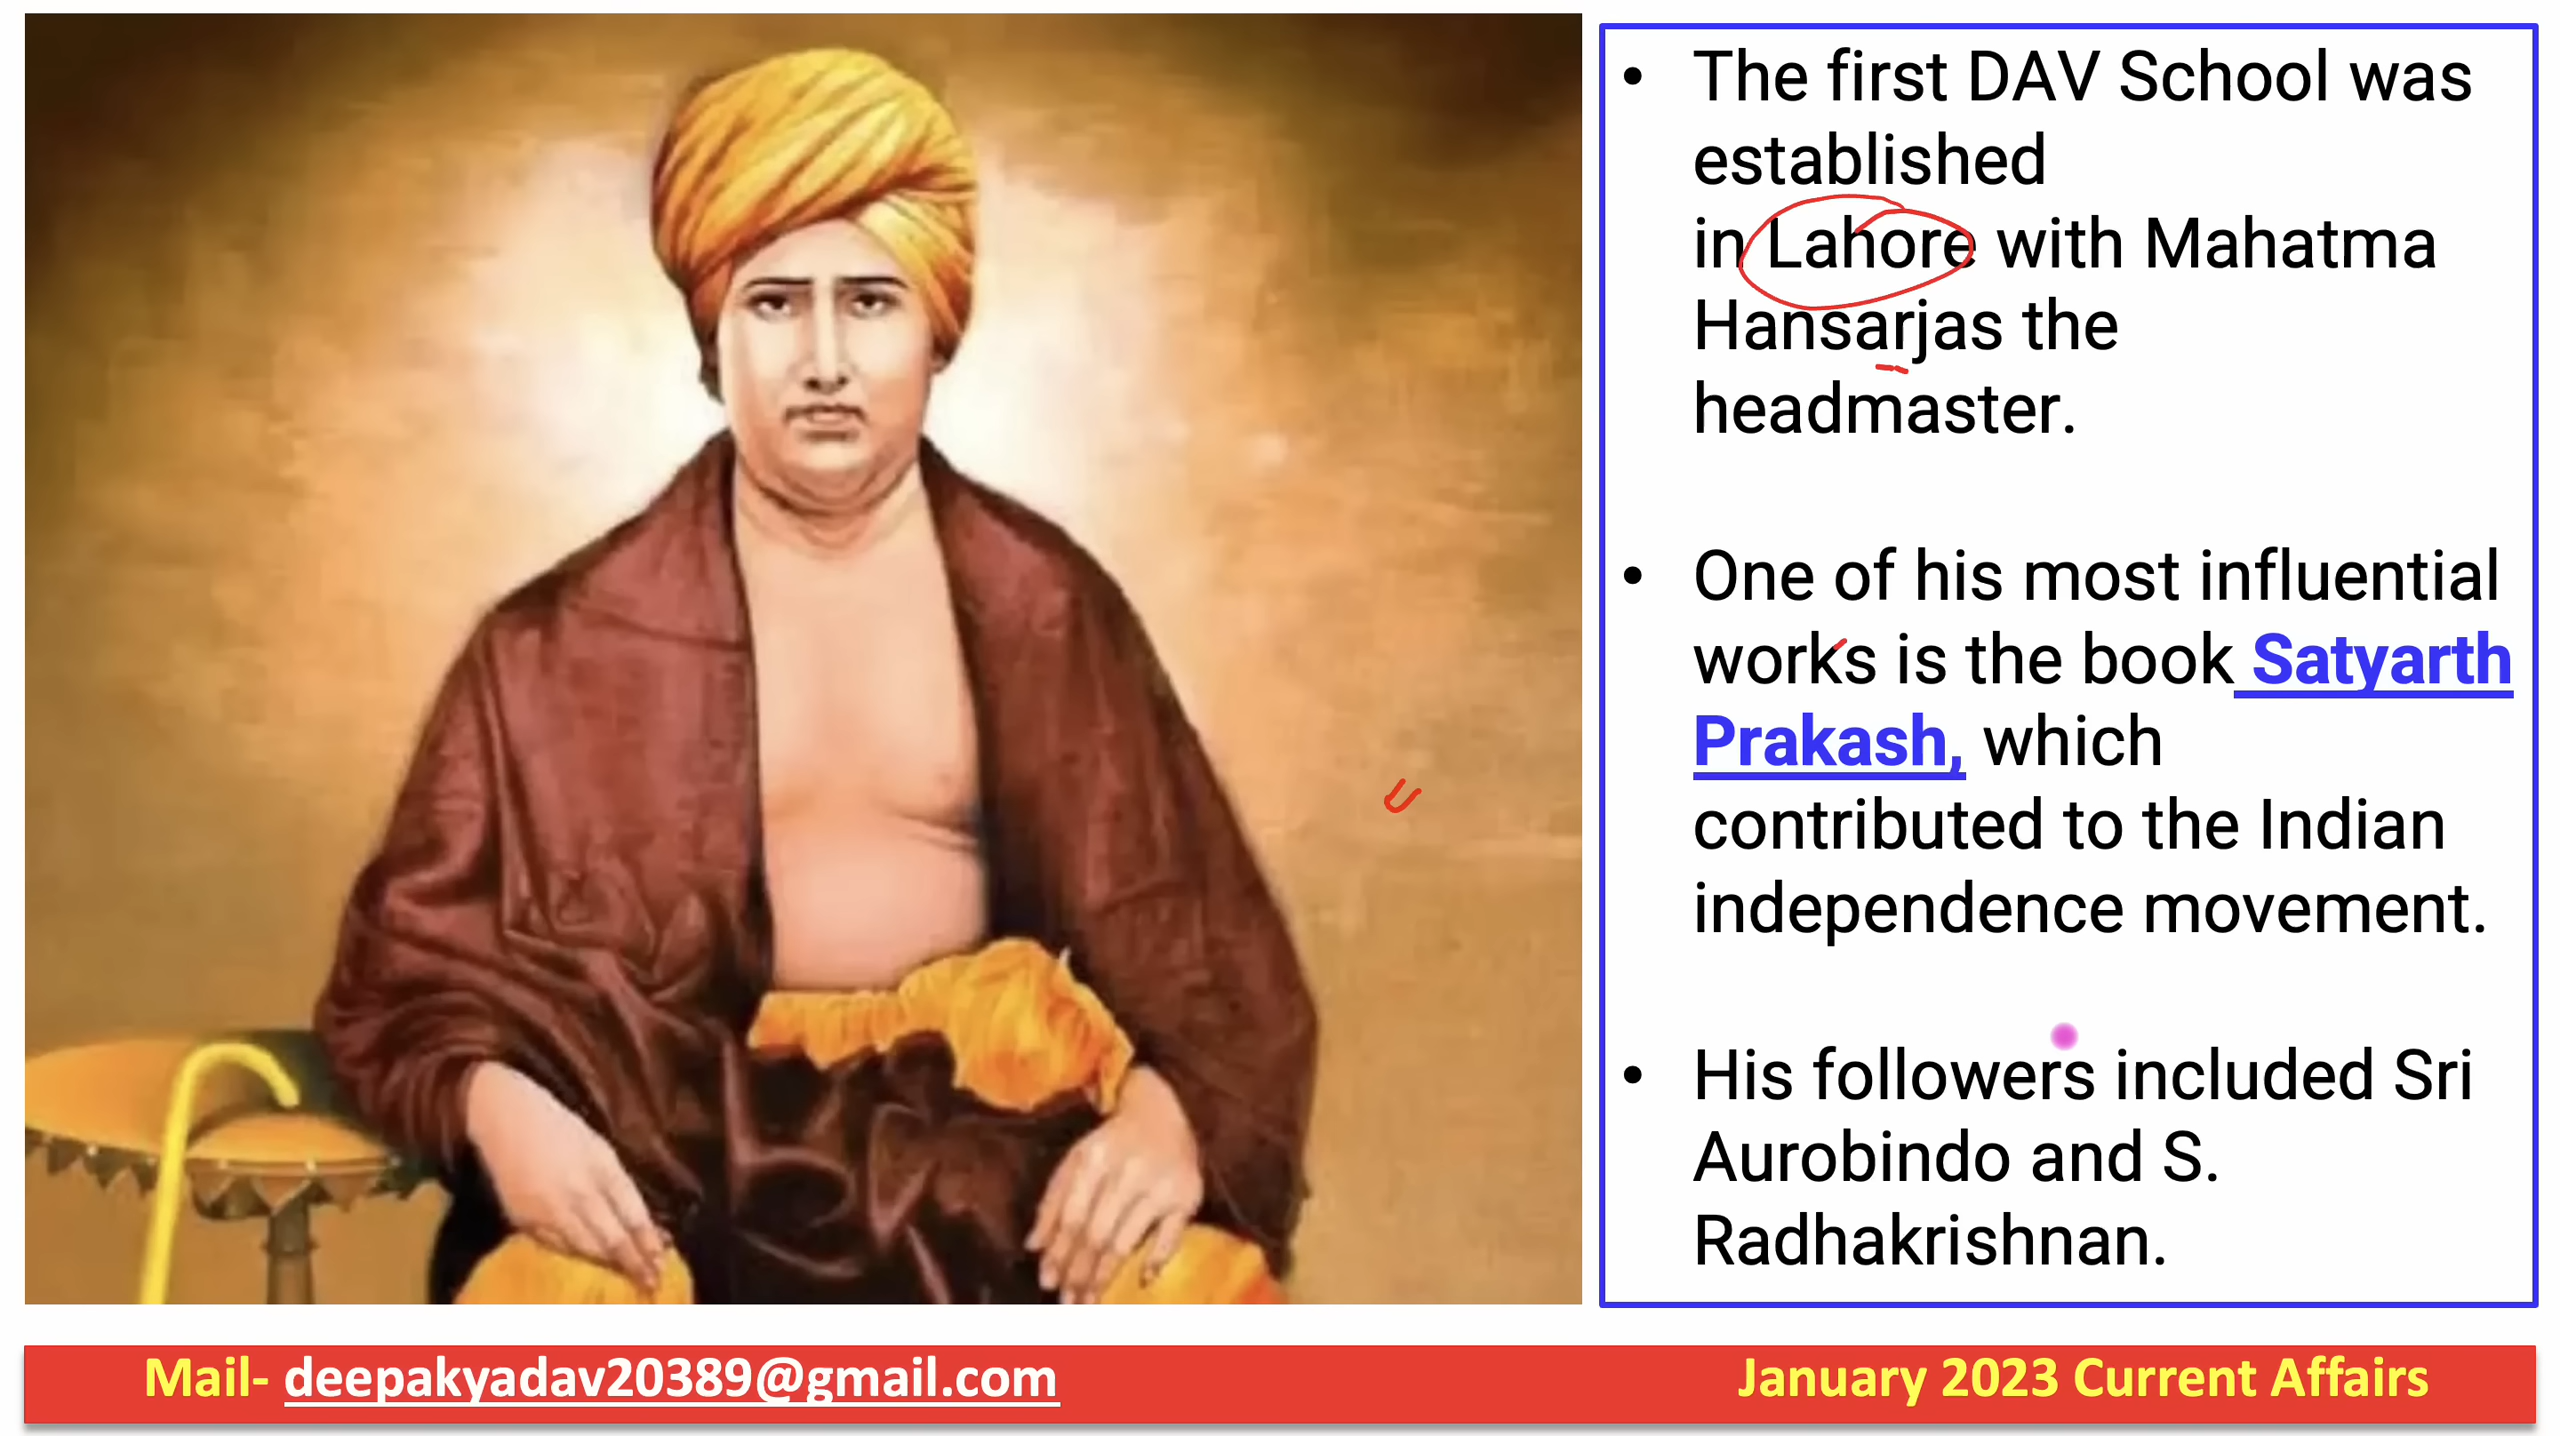 • The first DAV School was
established
in Lahore with Mahatma
Hansarjas the
headmaster.
• One of his most influential
works is the book Satyarth
Prakash, which
contributed to the Indian
independence movement.
• His followers included Sri
Aurobindo and S.
Radhakrishnan.
Mail- deepakyadav20389@gmail.com
January 2023 Current Affairs